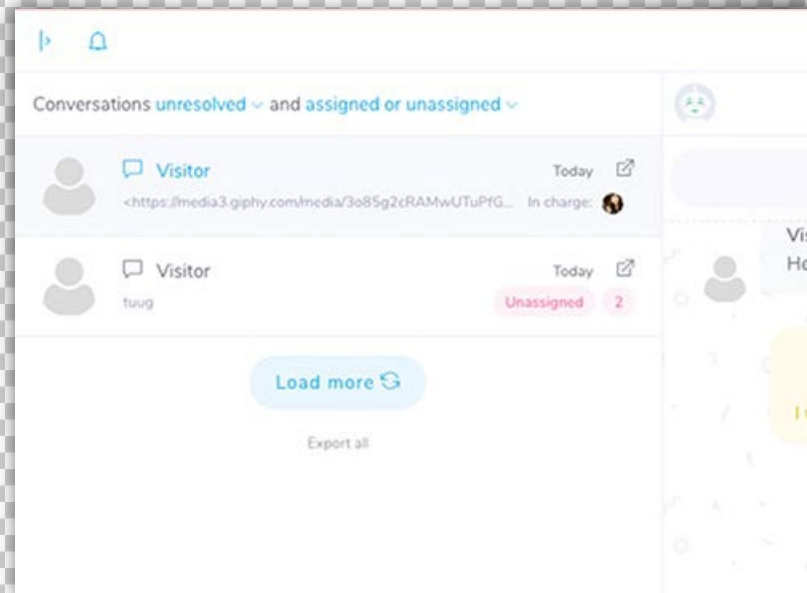 Conversations unresolved and assigned or unassigned
Visitor
Today
<https://media3.giphy.com/media/3o85g2cRAMwUTuPfG...
In charge:
Visitor
Today
tuug
Unassigned
2
Load more
Export all